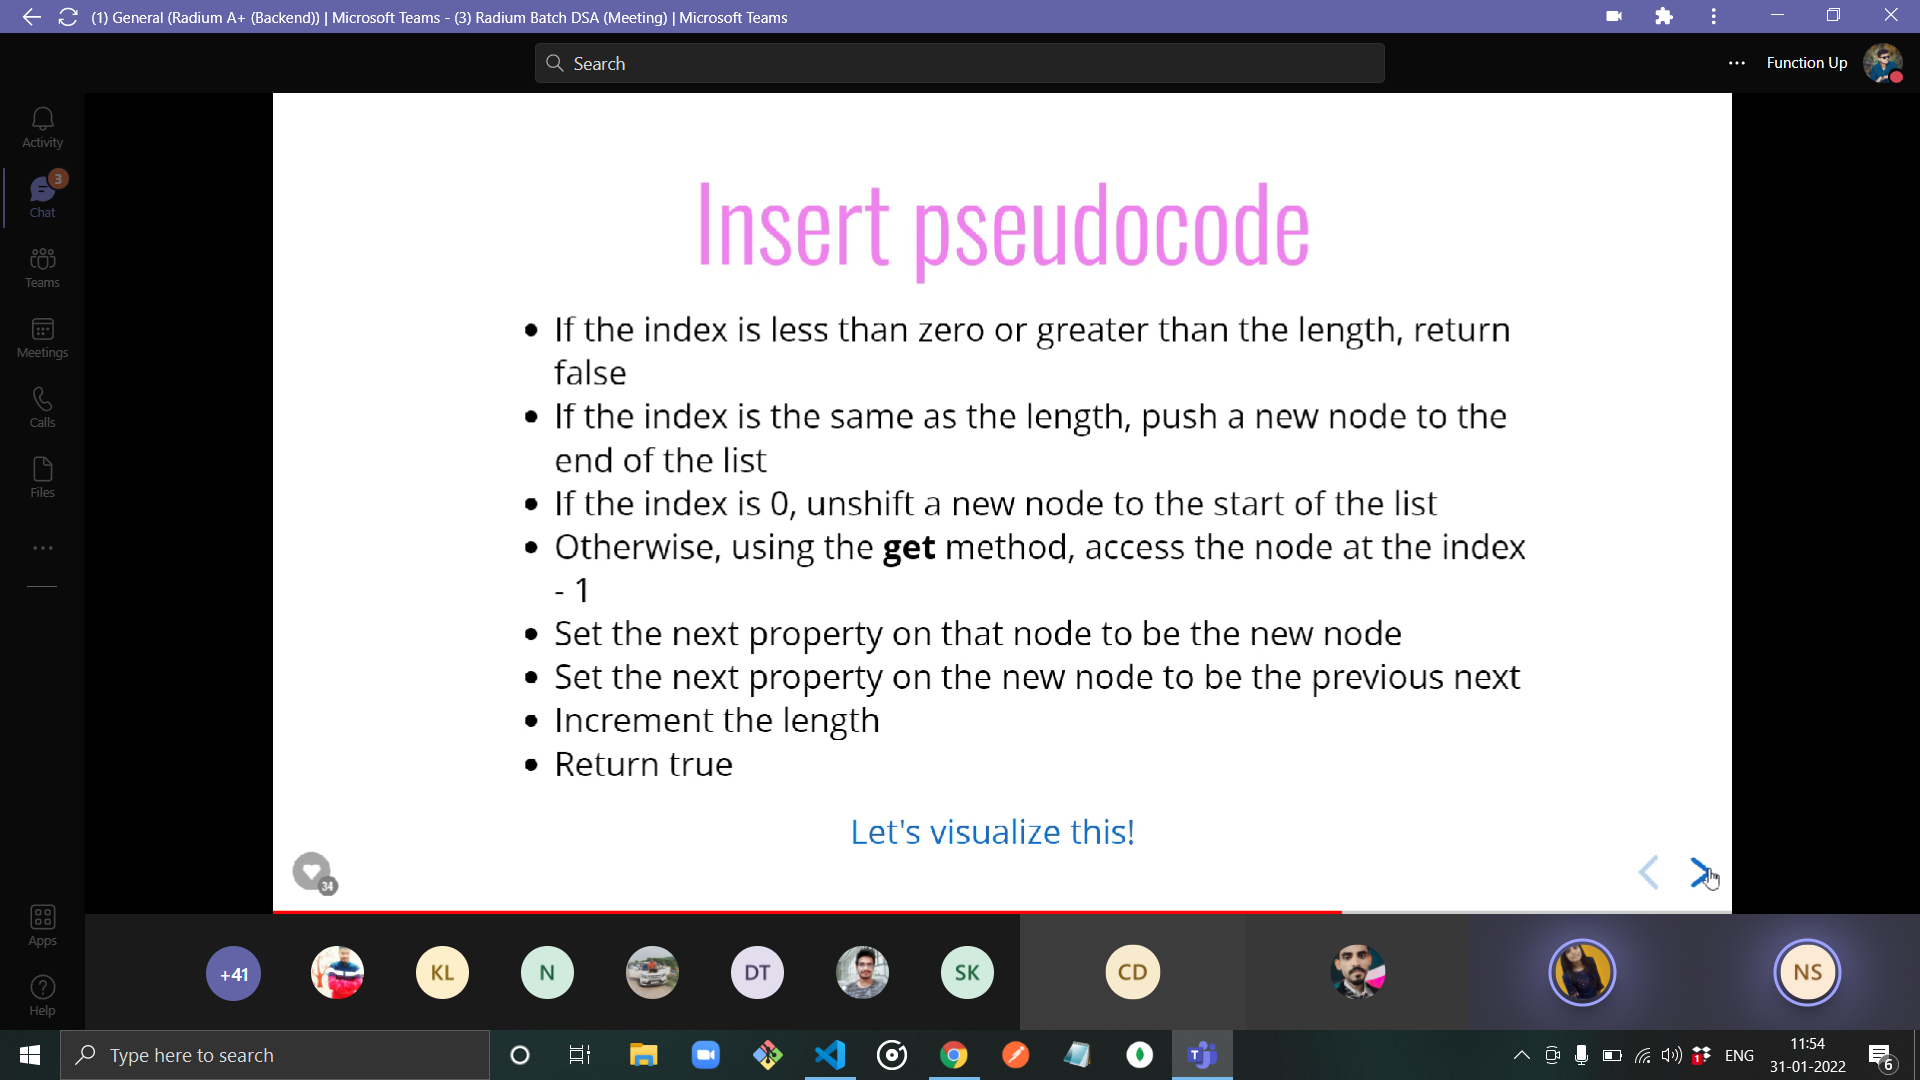 (1) General (Radium A+ (Backend)) | Microsoft Teams - (3) Radium Batch DSA (Meeting) | Microsoft Teams
Search
Function Up
Activity
3
Chat
Teams
Meetings
Calls
Files
Apps
Help
Insert pseudocode
If the index is less than zero or greater than the length, return
false
If the index is the same as the length, push a new node to the
end of the list
If the index is 0, unshift a new node to the start of the list
Otherwise, using the get method, access the node at the index
- 1
Set the next property on that node to be the new node
Set the next property on the new node to be the previous next
Increment the length
Return true
Let's visualize this!
34
+41
KL
N
DT
SK
CD
NS
Type here to search
1
ENG
11:54
31-01-2022
6